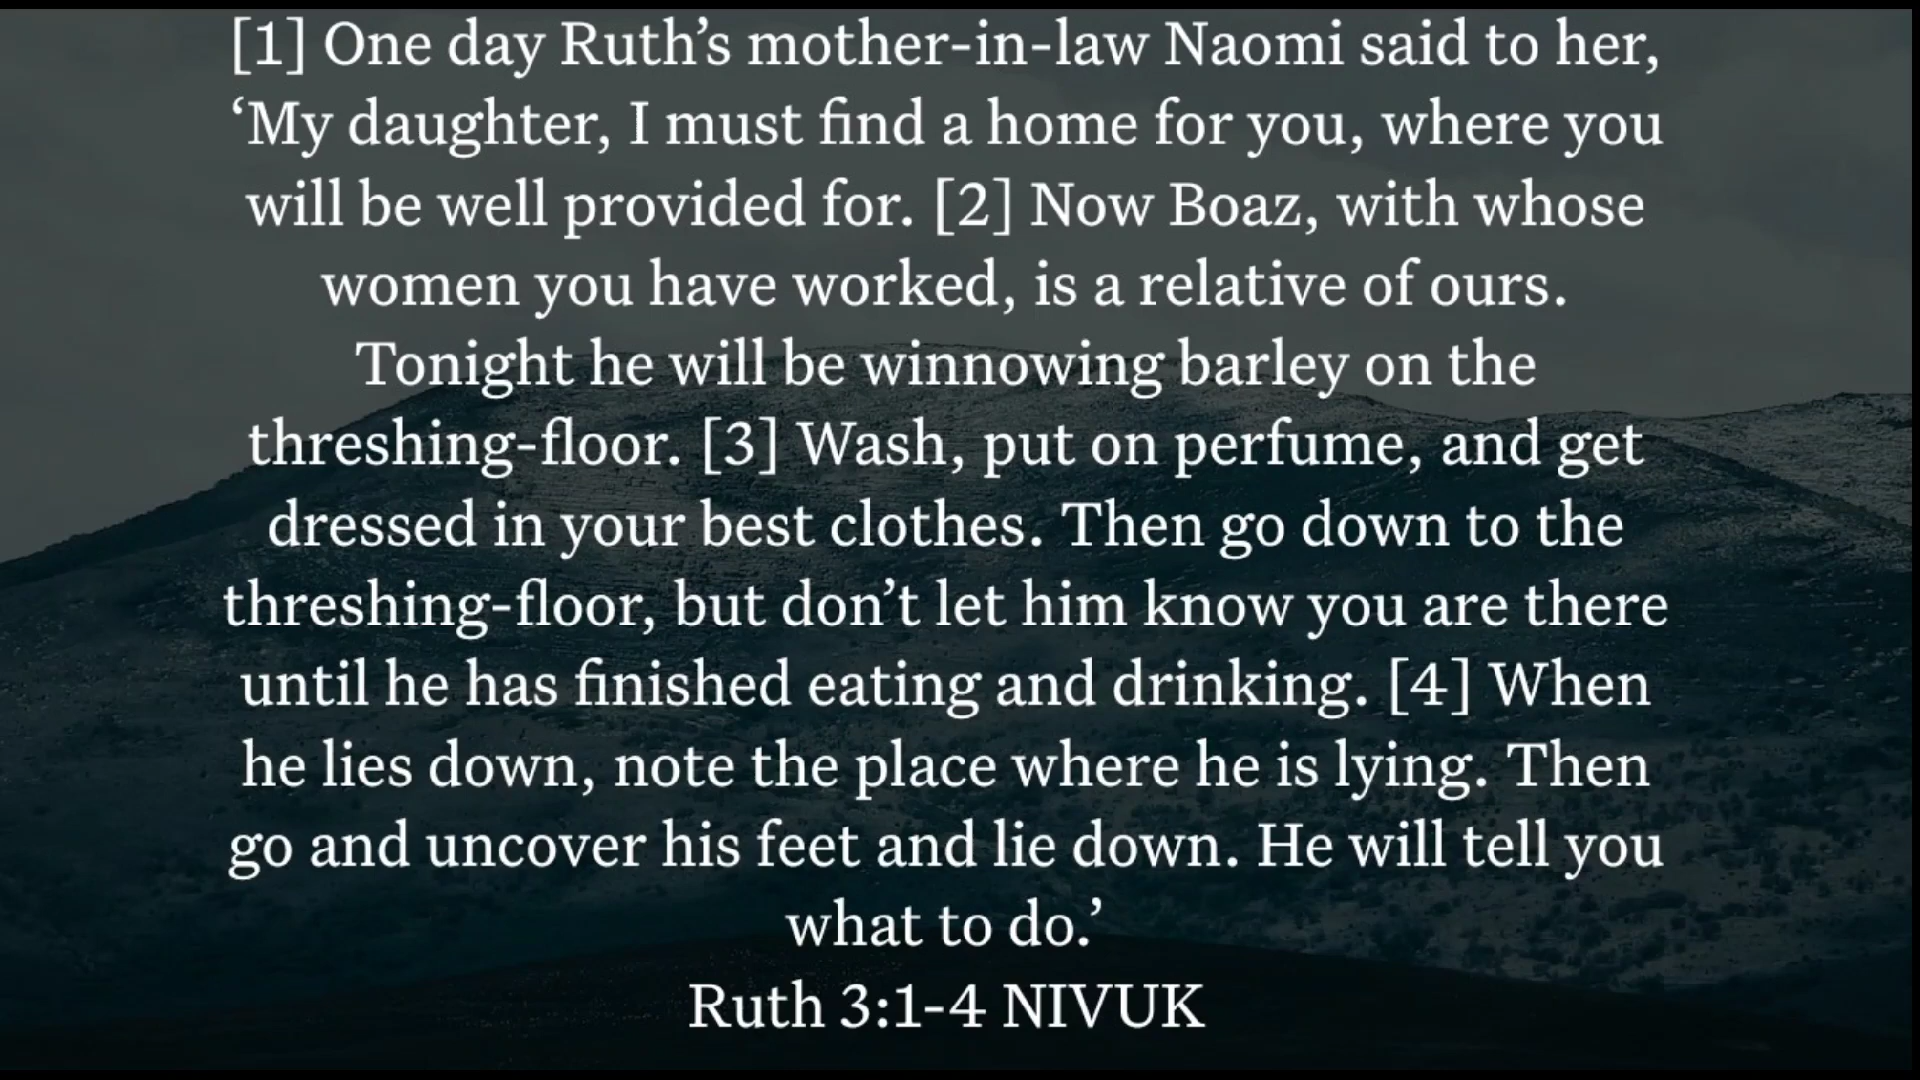 [1] One day Ruth’s mother-in-law Naomi said to her,
‘My daughter, I must find a home for you, where you
will be well provided for. [2] Now Boaz, with whose
women you have worked, is a relative of ours.
Tonight he will be winnowing barley on the
threshing-floor. [3] Wash, put on perfume, and get
dressed in your best clothes. Then go down to the
threshing-floor, but don’t let him know you are there
until he has finished eating and drinking. [4] When
he lies down, note the place where he is lying. Then
go and uncover his feet and lie down. He will tell you
what to do.’
Ruth 3:1-4 NIVUK